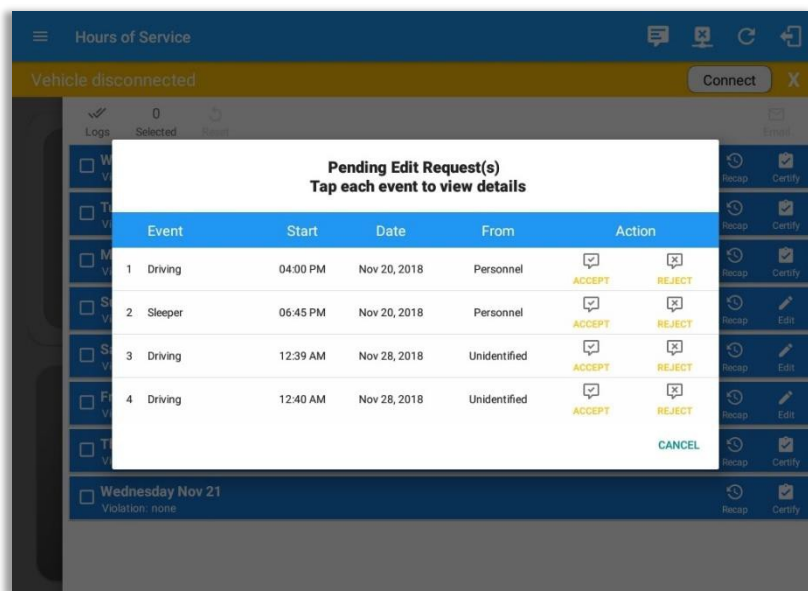 Hours of Service
Vehicle disconnected Connect X
Logs 0 Selected Reset Email
Pending Edit Request(s)
Tap each event to view details
Event Start Date From Action
1 Driving 04:00 PM Nov 20, 2018 Personnel ACCEPT REJECT
2 Sleeper 06:45 PM Nov 20, 2018 Personnel ACCEPT REJECT
3 Driving 12:39 AM Nov 28, 2018 Unidentified ACCEPT REJECT
4 Driving 12:40 AM Nov 28, 2018 Unidentified ACCEPT REJECT
CANCEL
Recap Certify
Recap Certify
Recap Certify
Recap Edit
Recap Edit
Recap Edit
Recap Certify
Wednesday Nov 21
Violation: none
Recap Certify